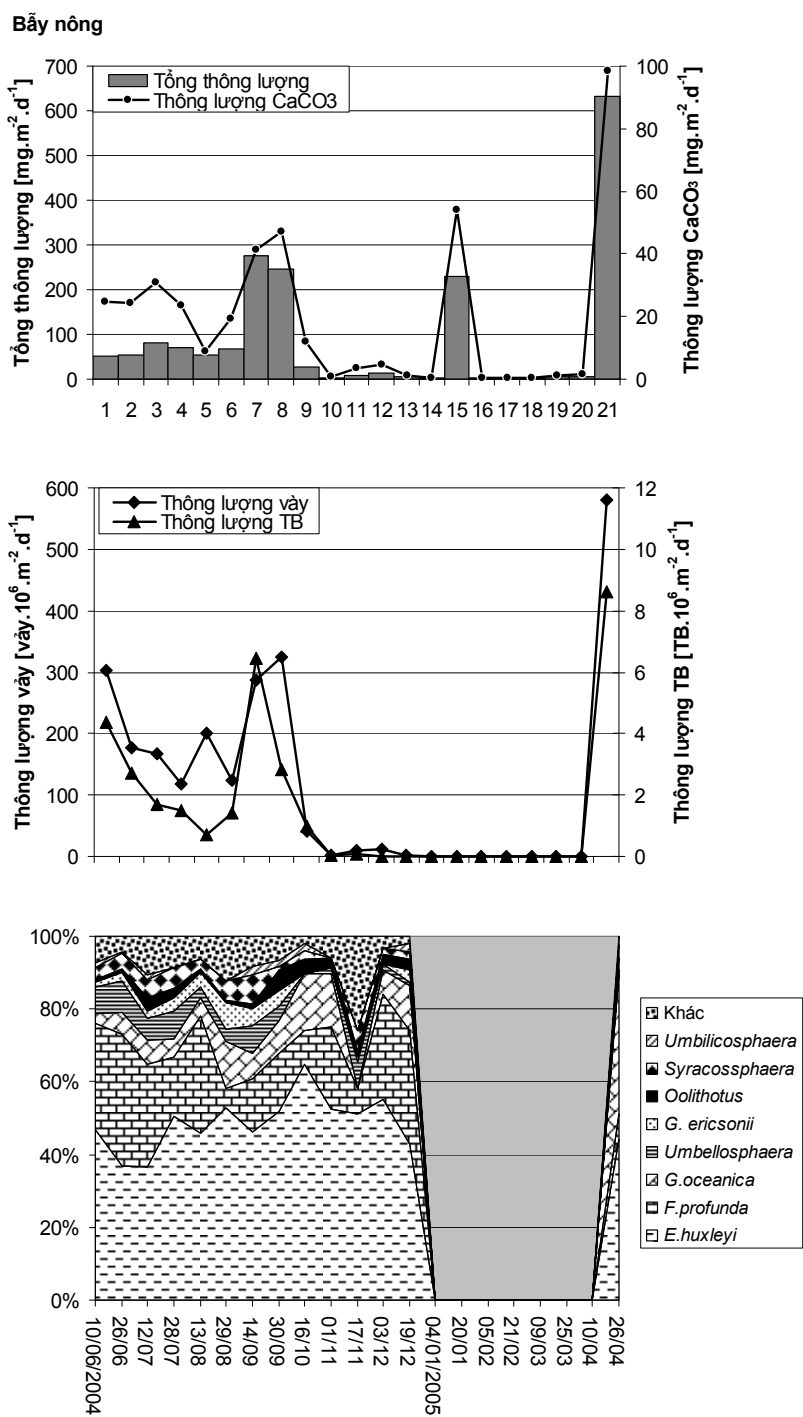 Bẫy nông
Tổng thông lượng [mg.m-2.d-1]
700
600
500
400
300
200
100
0
Tổng thông lượng
Thông lượng CaCO3
100
80
60
40
20
0
Thông lượng CaCO3 [mg.m-2.d-1]
1 2 3 4 5 6 7 8 9 10 11 12 13 14 15 16 17 18 19 20 21
Thông lượng vảy [vảy.10^6.m-2.d-1]
600
500
400
300
200
100
0
Thông lượng vảy
Thông lượng TB
12
10
8
6
4
2
0
Thông lượng TB [TB.10^6.m-2.d-1]
100%
80%
60%
40%
20%
0%
Khác
Umbilicosphaera
Syracossphaera
Oolithotus
G. ericsonii
Umbellosphaera
G.oceanica
F.profunda
E.huxleyi
10/06/2004
26/06
12/07
28/07
13/08
29/08
14/09
30/09
16/10
01/11
17/11
03/12
19/12
04/01/2005
20/01
05/02
21/02
09/03
25/03
10/04
26/04